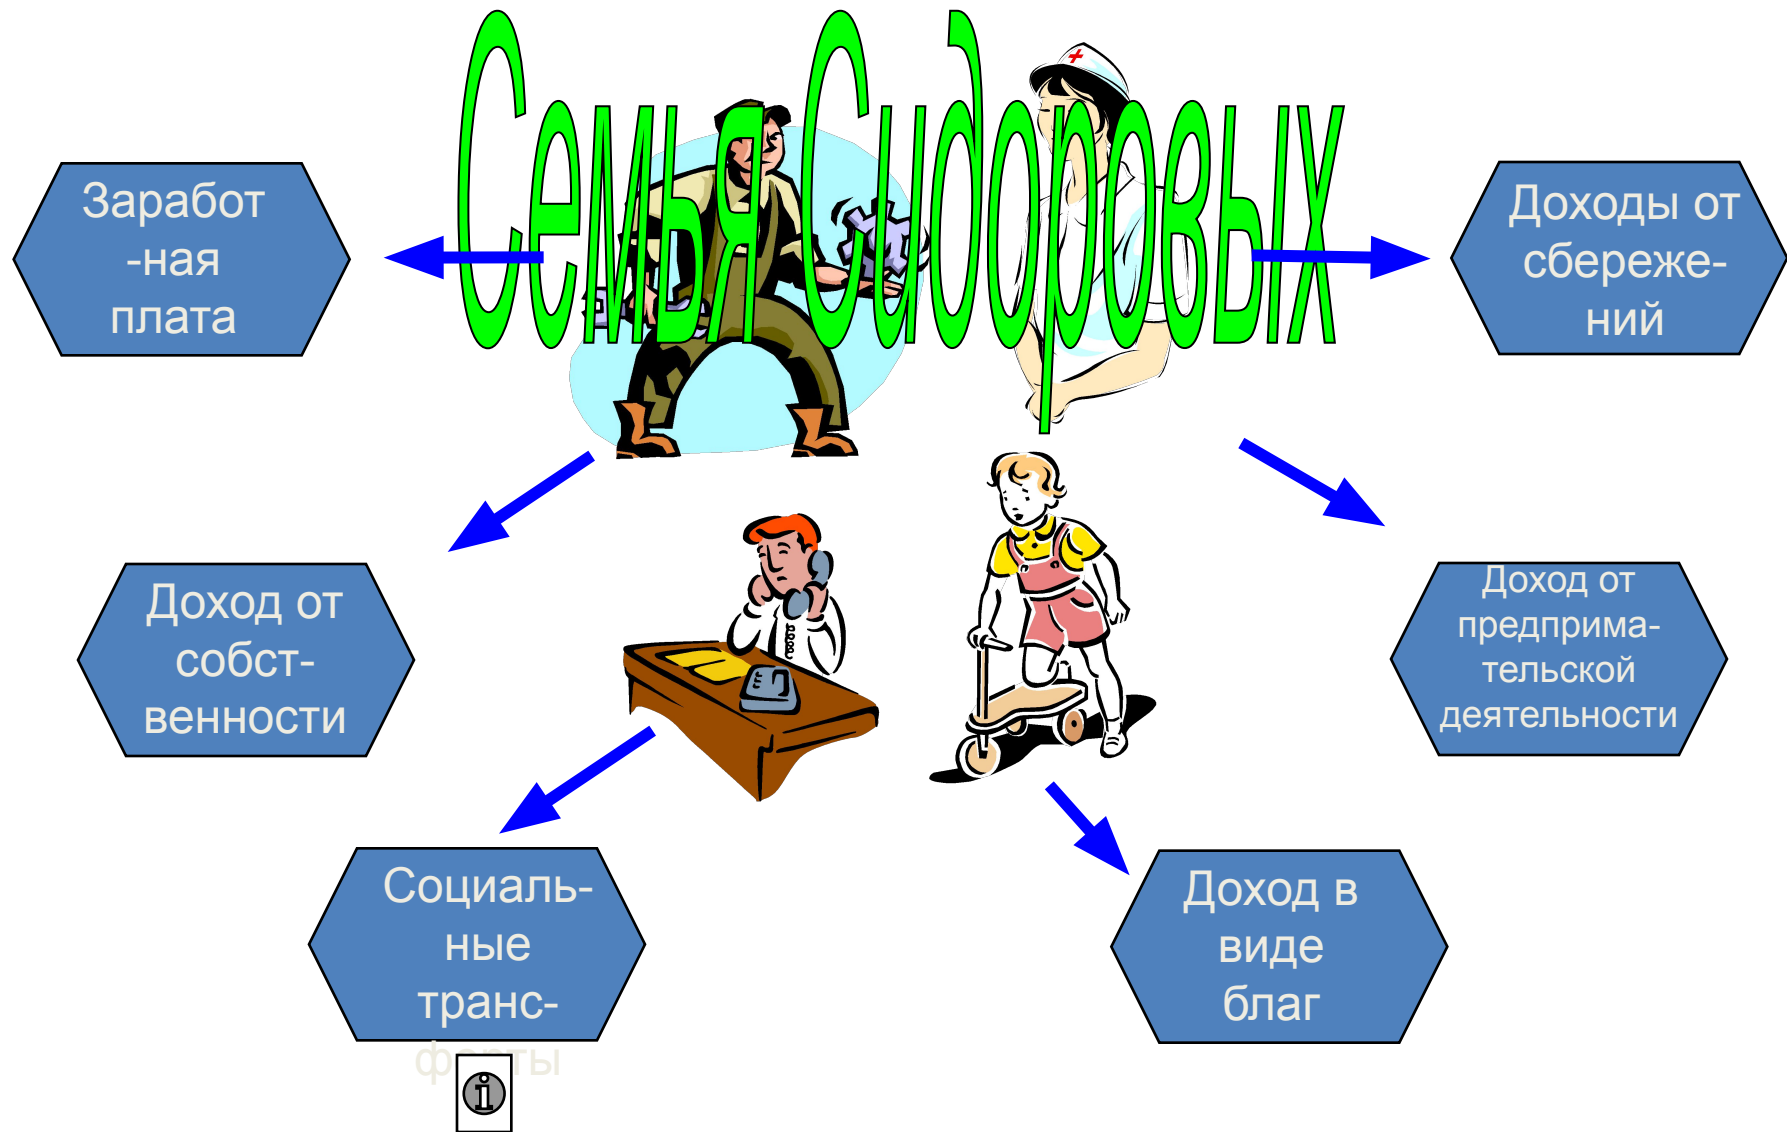 Семья Сидоровых
Заработ
-ная
плата
Доходы от
сбереже-
ний
Доход от
собст-
венности
Доход от
предприма-
тельской
деятельности
Социаль-
ные
транс-
форты
Доход в
виде
благ